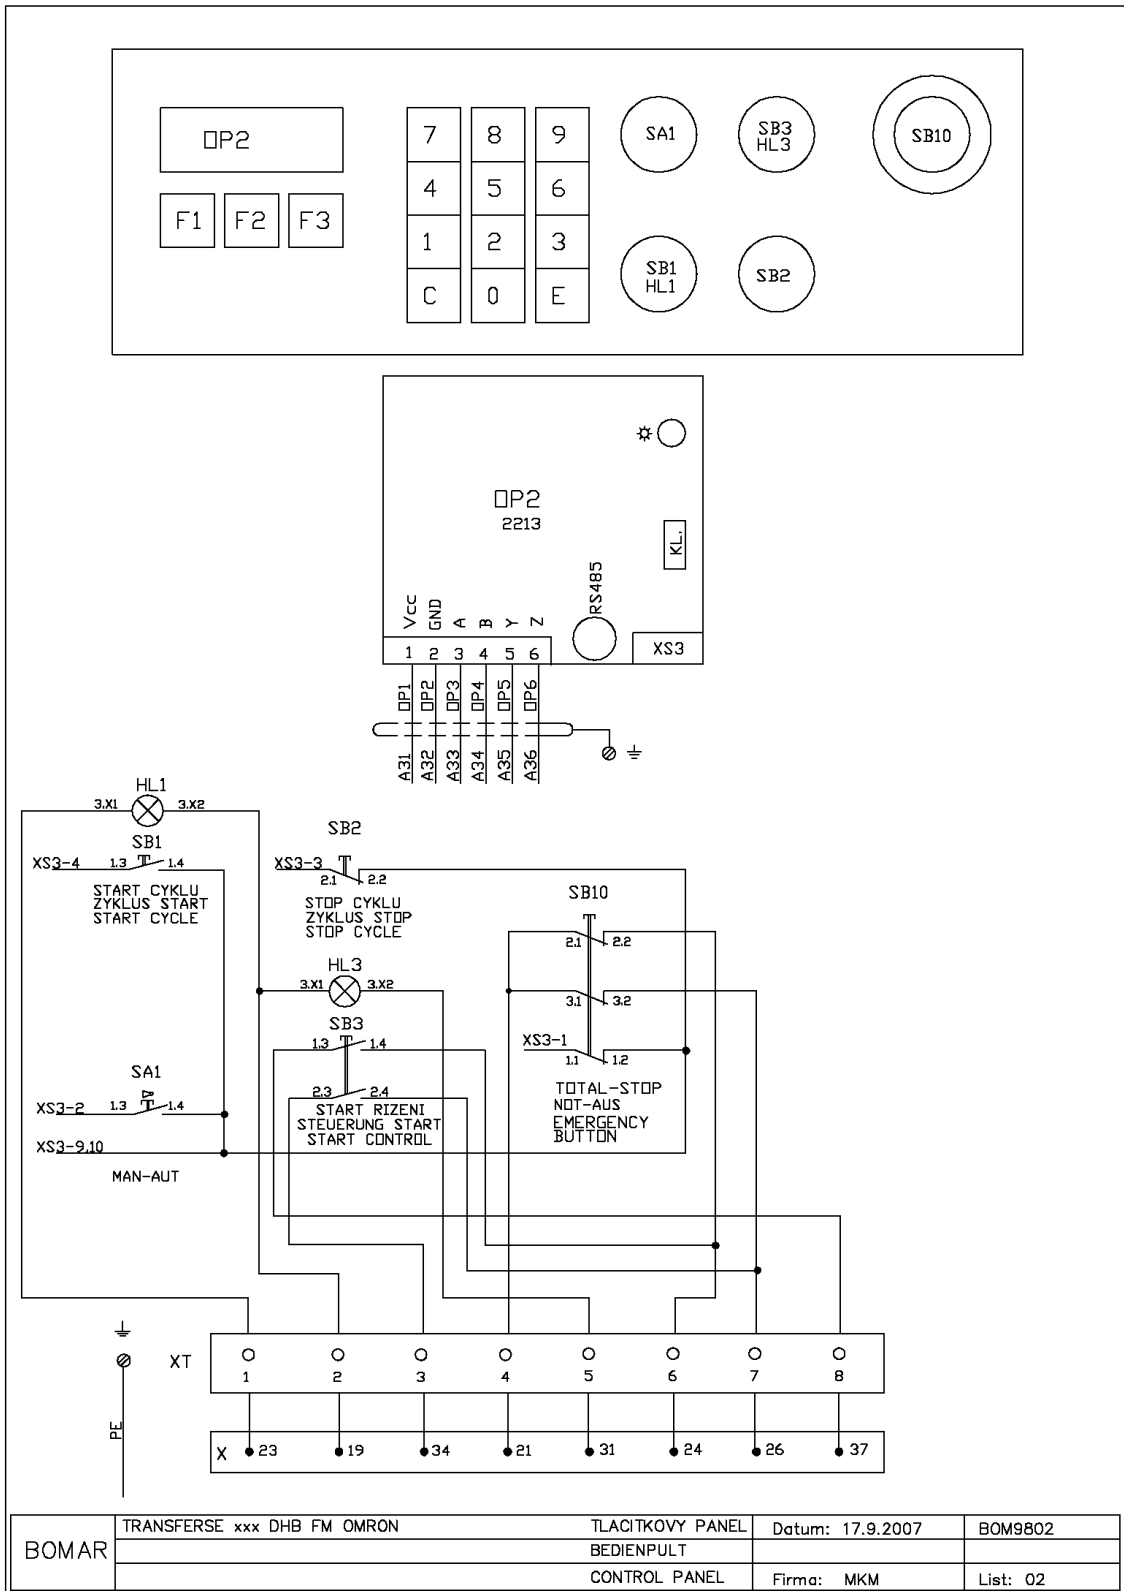 OP2
F1 F2 F3
7 8 9
4 5 6
1 2 3
C 0 E
SA1
SB3
HL3
SB10
SB1
HL1
SB2
OP2
2213
KL.
RS485
XS3
Vcc GND A B Y Z
1 2 3 4 5 6
OP1 OP2 OP3 OP4 OP5 OP6
A31 A32 A33 A34 A35 A36
HL1
3.X1 3.X2
SB1
XS3-4 1.3 1.4
START CYKLU
ZYKLUS START
START CYCLE
SB2
XS3-3
2.1 2.2
STOP CYKLU
ZYKLUS STOP
STOP CYCLE
SB10
2.1 2.2
3.1 3.2
XS3-1
1.1 1.2
TOTAL-STOP
NOT-AUS
EMERGENCY
BUTTON
HL3
3.X1 3.X2
SB3
1.3 1.4
2.3 2.4
START RIZENI
STEUERUNG START
START CONTROL
SA1
XS3-2 1.3 1.4
XS3-9,10
MAN-AUT
PE
XT
1 2 3 4 5 6 7 8
X 23 19 34 21 31 24 26 37
BOMAR
TRANSFERSE xxx DHB FM OMRON
TLACITKOVY PANEL
BEDIENPULT
CONTROL PANEL
Datum: 17.9.2007
BOM9802
Firma: MKM
List: 02